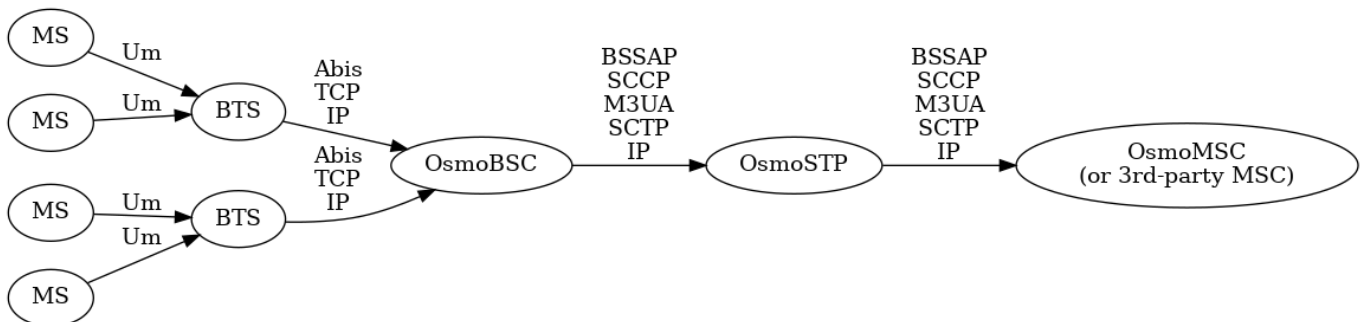 MS
Um
BTS
MS
Um
Abis
TCP
IP
MS
Um
BTS
MS
Um
Abis
TCP
IP
OsmoBSC
BSSAP
SCCP
M3UA
SCTP
IP
OsmoSTP
BSSAP
SCCP
M3UA
SCTP
IP
OsmoMSC
(or 3rd-party MSC)